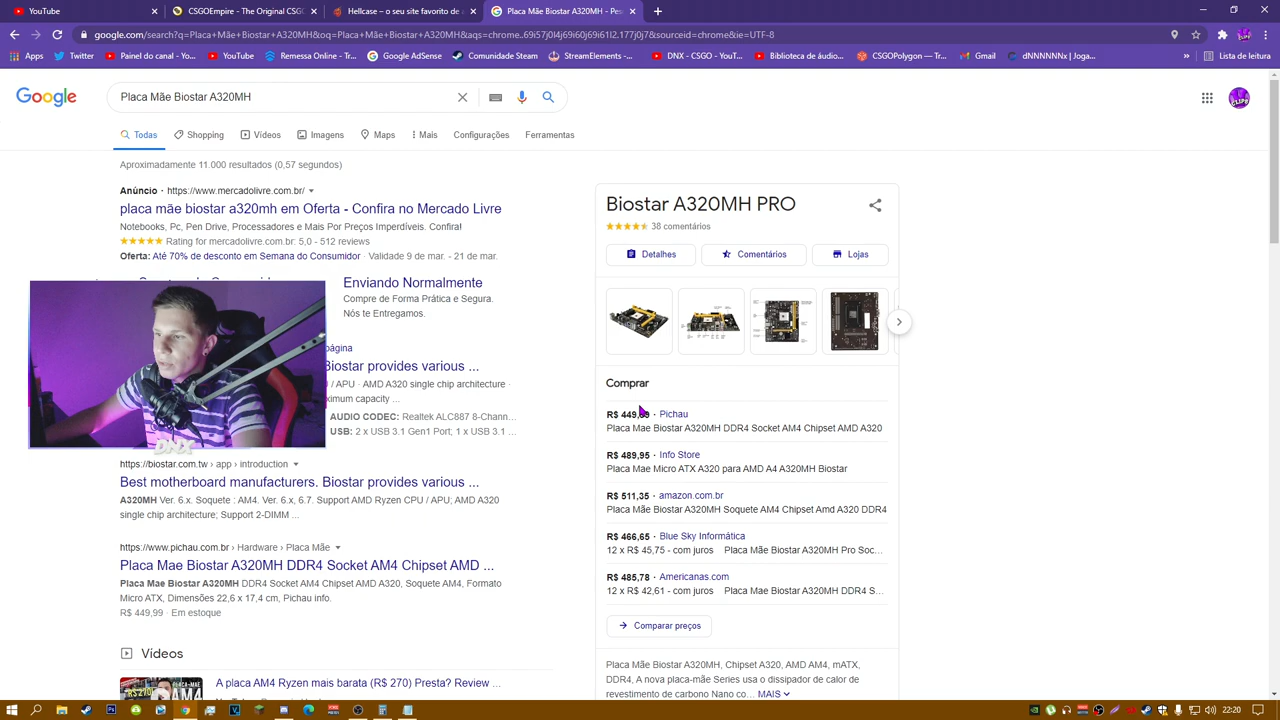 YouTube
CSGOEmpire - The Original CSGO
Hellcase – o seu site favorito de
Placa Mãe Biostar A320MH - Pes
google.com/search?q=Placa+Mãe+Biostar+A320MH&oq=Placa+Mãe+Biostar+A320MH&aqs=chrome..69i57j0l4j69i60j69i61l2.177j0j7&sourceid=chrome&ie=UTF-8
Apps
Twitter
Painel do canal - Yo...
YouTube
Remessa Online - Tr...
Google AdSense
Comunidade Steam
StreamElements -...
DNX - CSGO - YouT...
Biblioteca de áudio...
CSGOPolygon — Tr...
Gmail
dNNNNNNx | Joga...
Lista de leitura
Google
Placa Mãe Biostar A320MH
Todas
Shopping
Vídeos
Imagens
Maps
Mais
Configurações
Ferramentas
Aproximadamente 11.000 resultados (0,57 segundos)
Anúncio · https://www.mercadolivre.com.br/
placa mãe biostar a320mh em Oferta - Confira no Mercado Livre
Notebooks, Pc, Pen Drive, Processadores e Mais Por Preços Imperdíveis. Confira!
Rating for mercadolivre.com.br: 5,0 - 512 reviews
Oferta: Até 70% de desconto em Semana do Consumidor · Validade 9 de mar. - 21 de mar.
Enviando Normalmente
Compre de Forma Prática e Segura.
Nós te Entregamos.
página
Biostar provides various ...
/ APU · AMD A320 single chip architecture ·
ximum capacity ...
AUDIO CODEC: Realtek ALC887 8-Chann...
USB: 2 x USB 3.1 Gen1 Port; 1 x USB 3.1 ...
DNX
https://biostar.com.tw › app › introduction
Best motherboard manufacturers. Biostar provides various ...
A320MH Ver. 6.x. Soquete : AM4. Ver. 6.x, 6.7. Support AMD Ryzen CPU / APU; AMD A320
single chip architecture; Support 2-DIMM ...
https://www.pichau.com.br › Hardware › Placa Mãe
Placa Mae Biostar A320MH DDR4 Socket AM4 Chipset AMD ...
Placa Mae Biostar A320MH DDR4 Socket AM4 Chipset AMD A320, Soquete AM4, Formato
Micro ATX, Dimensões 22,6 x 17,4 cm, Pichau info.
R$ 449,99 · Em estoque
Vídeos
A placa AM4 Ryzen mais barata (R$ 270) Presta? Review ...
Biostar A320MH PRO
38 comentários
Detalhes
Comentários
Lojas
Comprar
R$ 449, · Pichau
Placa Mae Biostar A320MH DDR4 Socket AM4 Chipset AMD A320
R$ 489,95 · Info Store
Placa Mae Micro ATX A320 para AMD A4 A320MH Biostar
R$ 511,35 · amazon.com.br
Placa Mãe Biostar A320MH Soquete AM4 Chipset Amd A320 DDR4
R$ 466,65 · Blue Sky Informática
12 x R$ 45,75 - com juros Placa Mãe Biostar A320MH Pro Soc...
R$ 485,78 · Americanas.com
12 x R$ 42,61 - com juros Placa Mae Biostar A320MH DDR4 S...
Comparar preços
Placa Mãe Biostar A320MH, Chipset A320, AMD AM4, mATX,
DDR4, A nova placa-mãe Series usa o dissipador de calor de
revestimento de carbono Nano co... MAIS
22:20